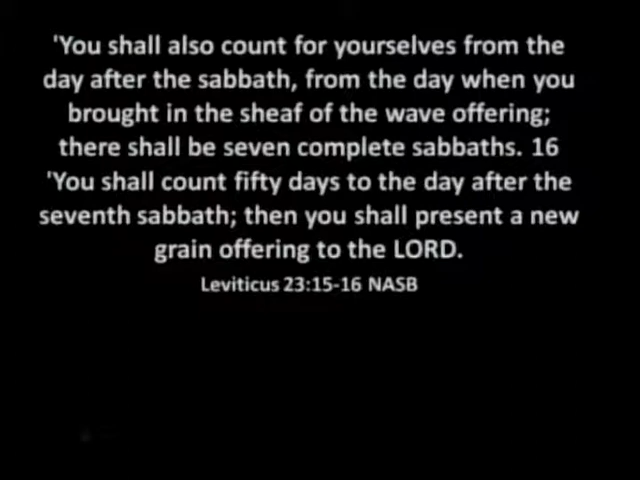 'You shall also count for yourselves from the
day after the sabbath, from the day when you
brought in the sheaf of the wave offering;
there shall be seven complete sabbaths. 16
'You shall count fifty days to the day after the
seventh sabbath; then you shall present a new
grain offering to the LORD.
Leviticus 23:15-16 NASB